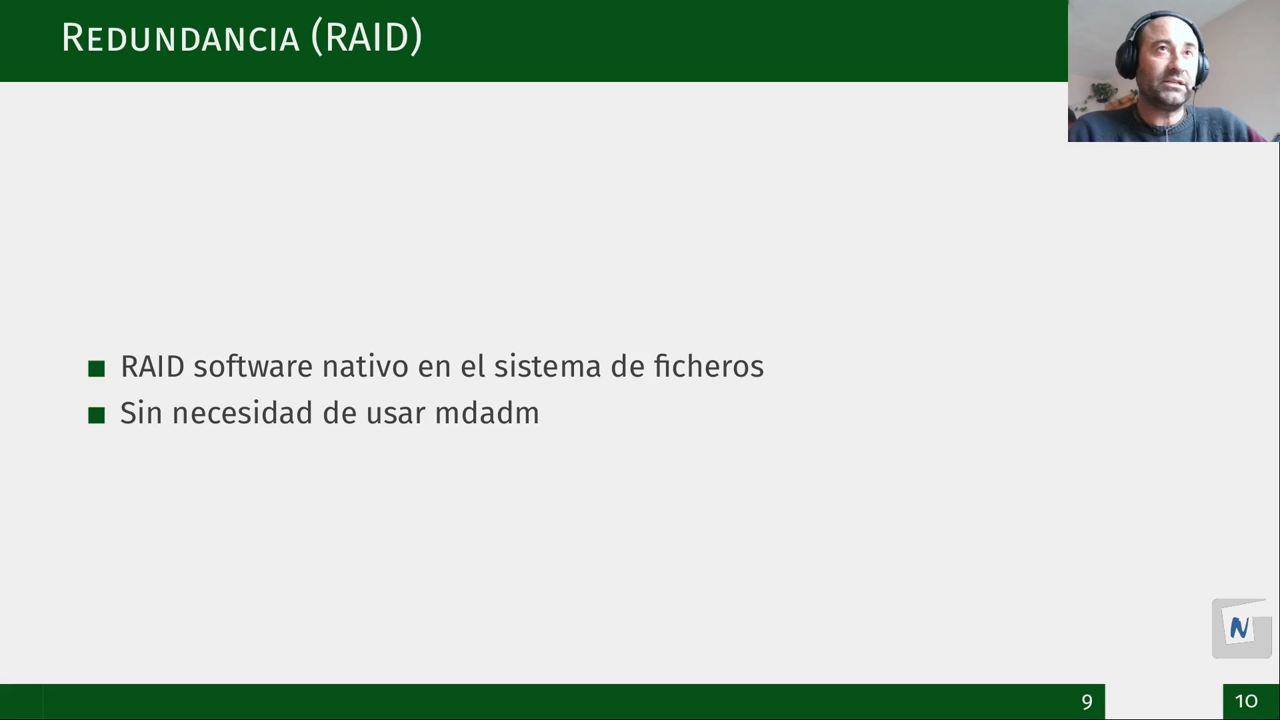 Redundancia (RAID)
RAID software nativo en el sistema de ficheros
Sin necesidad de usar mdadm
N
9
10